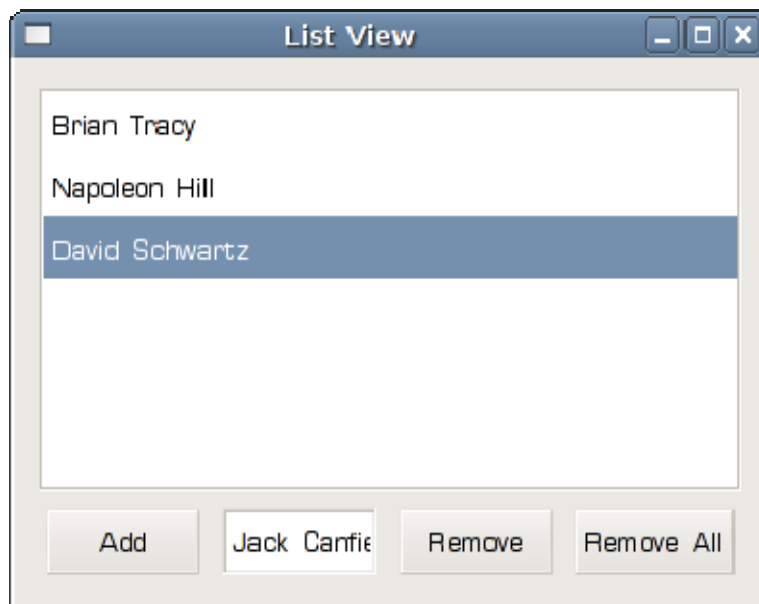 List View
Brian Tracy
Napoleon Hill
David Schwartz
Add Jack Canfie Remove Remove All